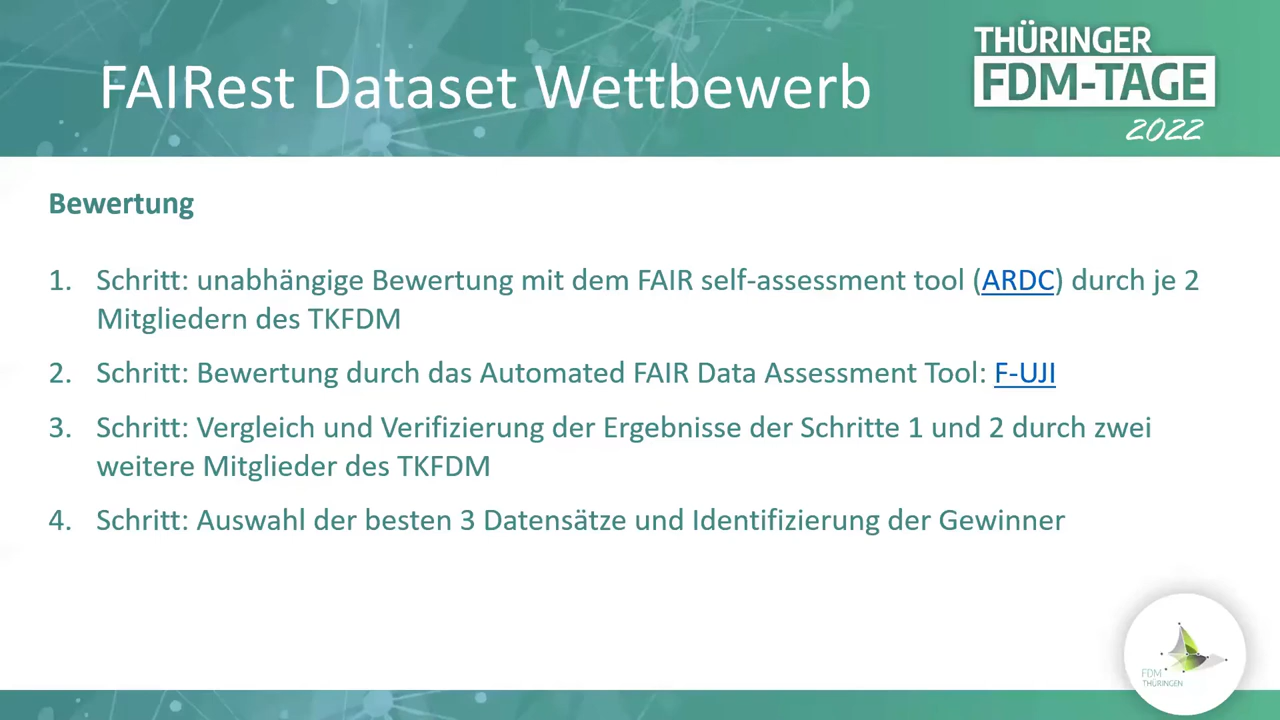 FAIRest Dataset Wettbewerb
THÜRINGER
FDM-TAGE
2022
Bewertung
1. Schritt: unabhängige Bewertung mit dem FAIR self-assessment tool (ARDC) durch je 2
Mitgliedern des TKFDM
2. Schritt: Bewertung durch das Automated FAIR Data Assessment Tool: F-UJI
3. Schritt: Vergleich und Verifizierung der Ergebnisse der Schritte 1 und 2 durch zwei
weitere Mitglieder des TKFDM
4. Schritt: Auswahl der besten 3 Datensätze und Identifizierung der Gewinner
FDM
THÜRINGEN